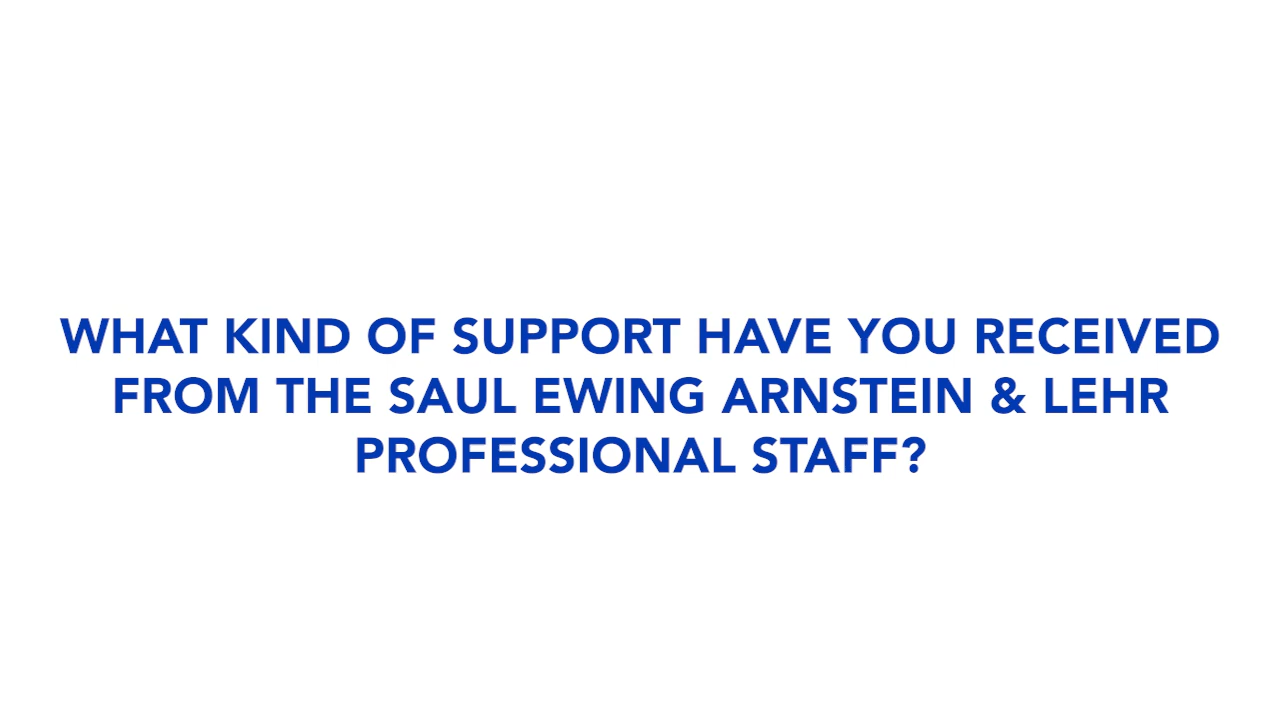 WHAT KIND OF SUPPORT HAVE YOU RECEIVED
FROM THE SAUL EWING ARNSTEIN & LEHR
PROFESSIONAL STAFF?